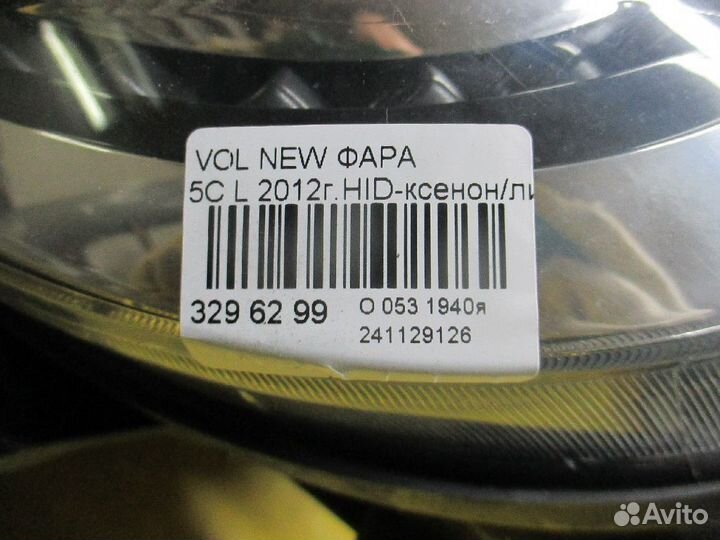 VOL NEW ФАРА
5C L 2012г.HID-ксенон/ли
329 62 99
О 053 1940я
241129126
Avito